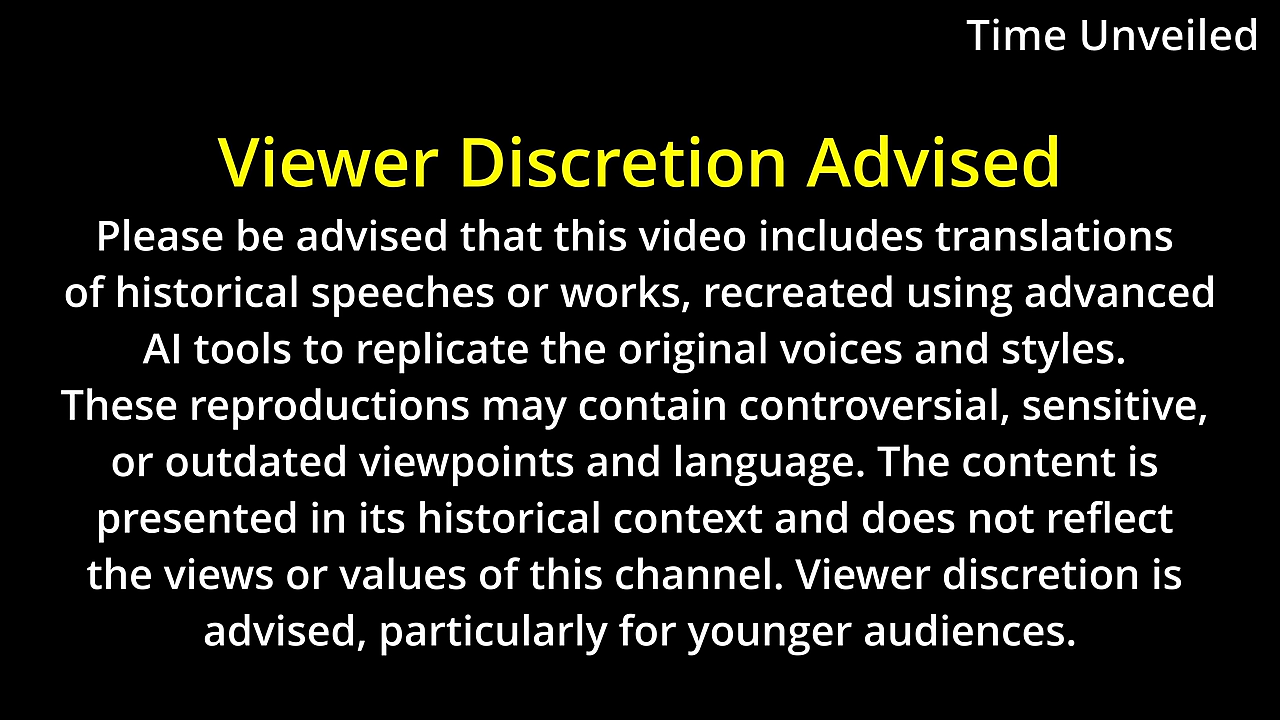 Time Unveiled
Viewer Discretion Advised
Please be advised that this video includes translations
of historical speeches or works, recreated using advanced
AI tools to replicate the original voices and styles.
These reproductions may contain controversial, sensitive,
or outdated viewpoints and language. The content is
presented in its historical context and does not reflect
the views or values of this channel. Viewer discretion is
advised, particularly for younger audiences.